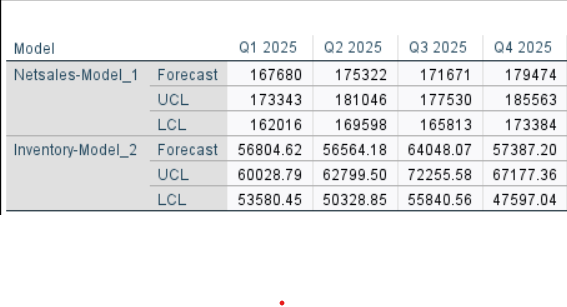 Model Q1 2025 Q2 2025 Q3 2025 Q4 2025
Netsales-Model_1 Forecast 167680 175322 171671 179474
UCL 173343 181046 177530 185563
LCL 162016 169598 165813 173384
Inventory-Model_2 Forecast 56804.62 56564.18 64048.07 57387.20
UCL 60028.79 62799.50 72255.58 67177.36
LCL 53580.45 50328.85 55840.56 47597.04